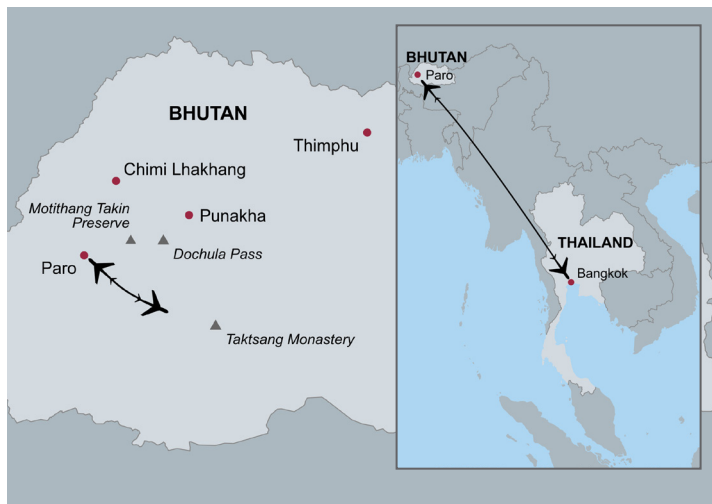 BHUTAN
Thimphu
Chimi Lhakhang
Motithang Takin
Preserve
Punakha
Dochula Pass
Paro
Taktsang Monastery
BHUTAN
Paro
THAILAND
Bangkok